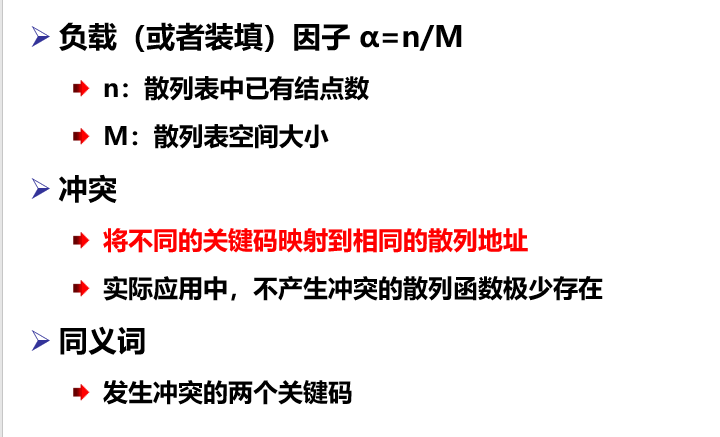 负载（或者装填）因子 α=n/M
n：散列表中已有结点数
M：散列表空间大小
冲突
将不同的关键码映射到相同的散列地址
实际应用中，不产生冲突的散列函数极少存在
同义词
发生冲突的两个关键码